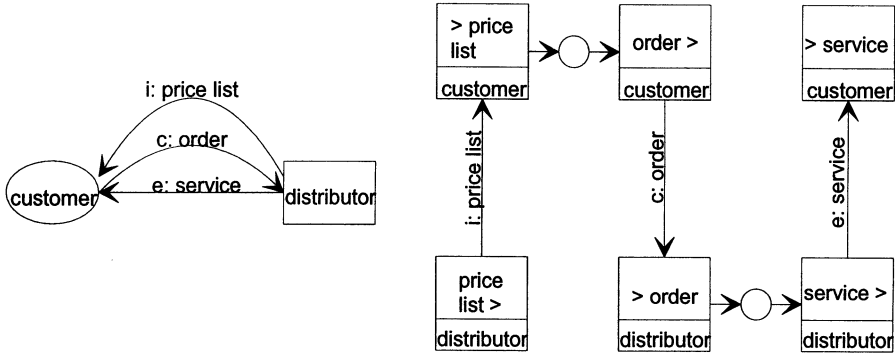 i: price list
c: order
e: service
customer
distributor
> price
list
customer
order >
customer
> service
customer
i: price list
c: order
e: service
price
list >
distributor
> order
distributor
service >
distributor